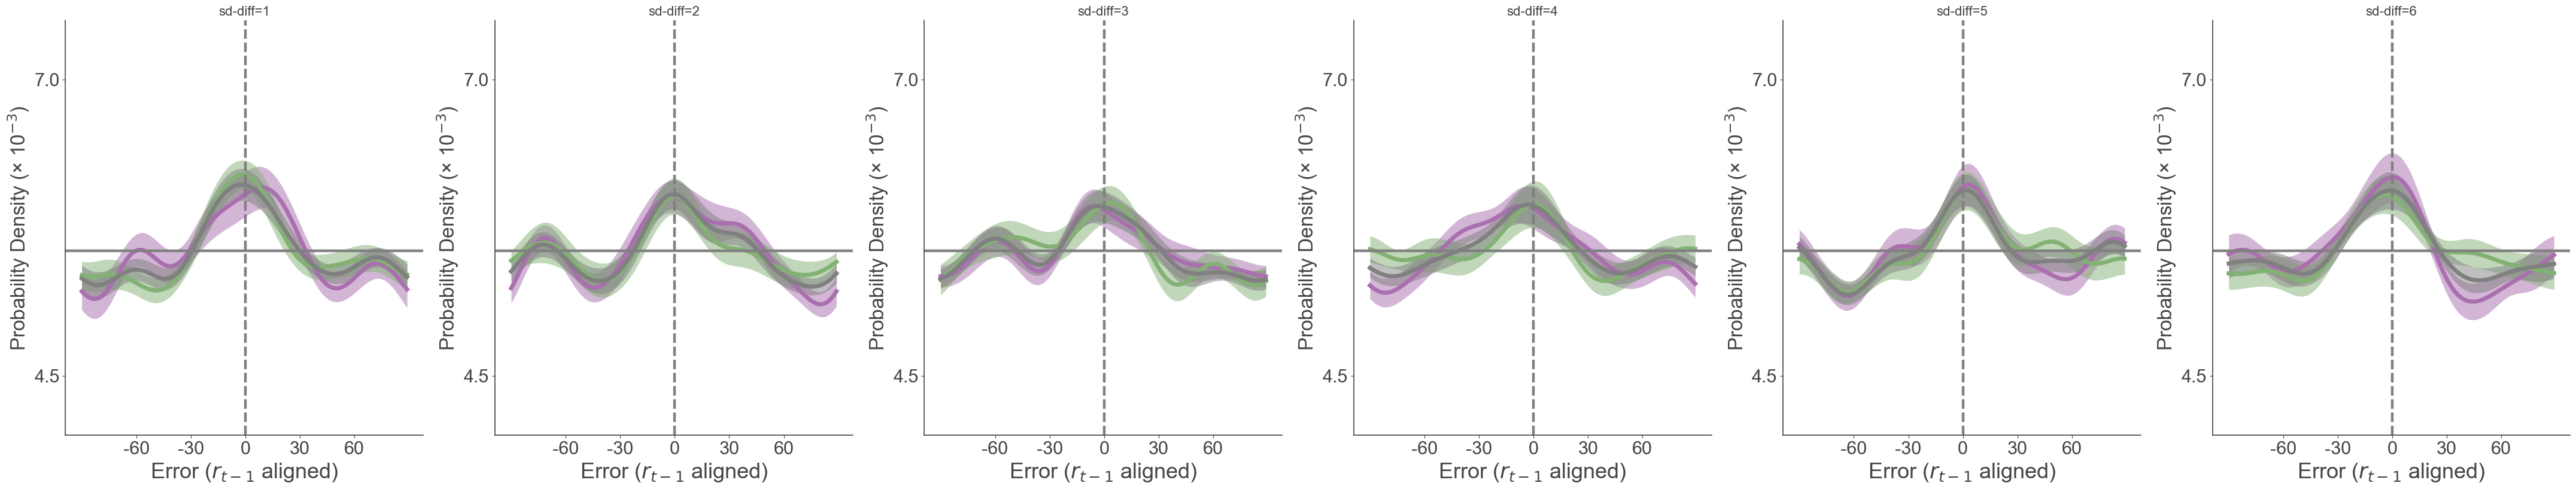 sd-diff=1
7.0
4.5
Probability Density (× 10⁻³)
-60 -30 0 30 60
Error (rₜ₋₁ aligned)
sd-diff=2
7.0
4.5
Probability Density (× 10⁻³)
-60 -30 0 30 60
Error (rₜ₋₁ aligned)
sd-diff=3
7.0
4.5
Probability Density (× 10⁻³)
-60 -30 0 30 60
Error (rₜ₋₁ aligned)
sd-diff=4
7.0
4.5
Probability Density (× 10⁻³)
-60 -30 0 30 60
Error (rₜ₋₁ aligned)
sd-diff=5
7.0
4.5
Probability Density (× 10⁻³)
-60 -30 0 30 60
Error (rₜ₋₁ aligned)
sd-diff=6
7.0
4.5
Probability Density (× 10⁻³)
-60 -30 0 30 60
Error (rₜ₋₁ aligned)